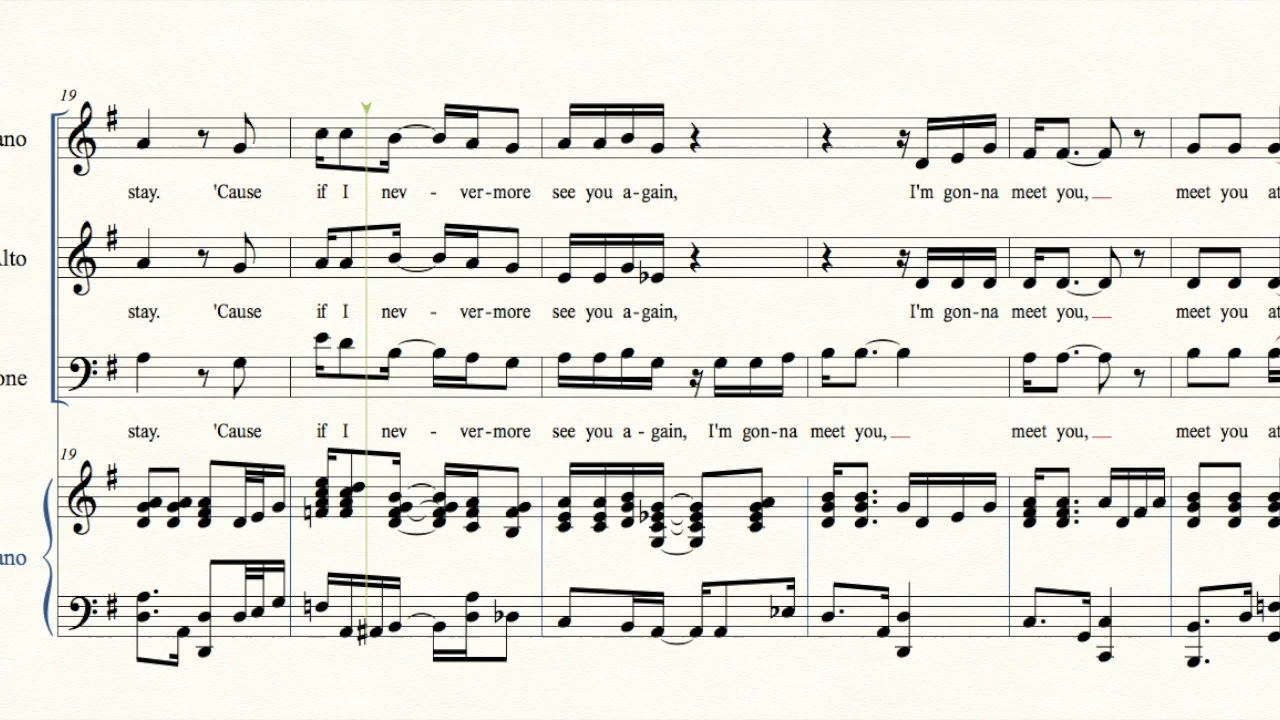 19
ano
stay. 'Cause if I nev - ver-more see you a-gain, I'm gon-na meet you, meet you at
lto
stay. 'Cause if I nev - ver-more see you a-gain, I'm gon-na meet you, meet you at
one
stay. 'Cause if I nev - ver-more see you a - gain, I'm gon-na meet you, meet you, meet you at
19
ano